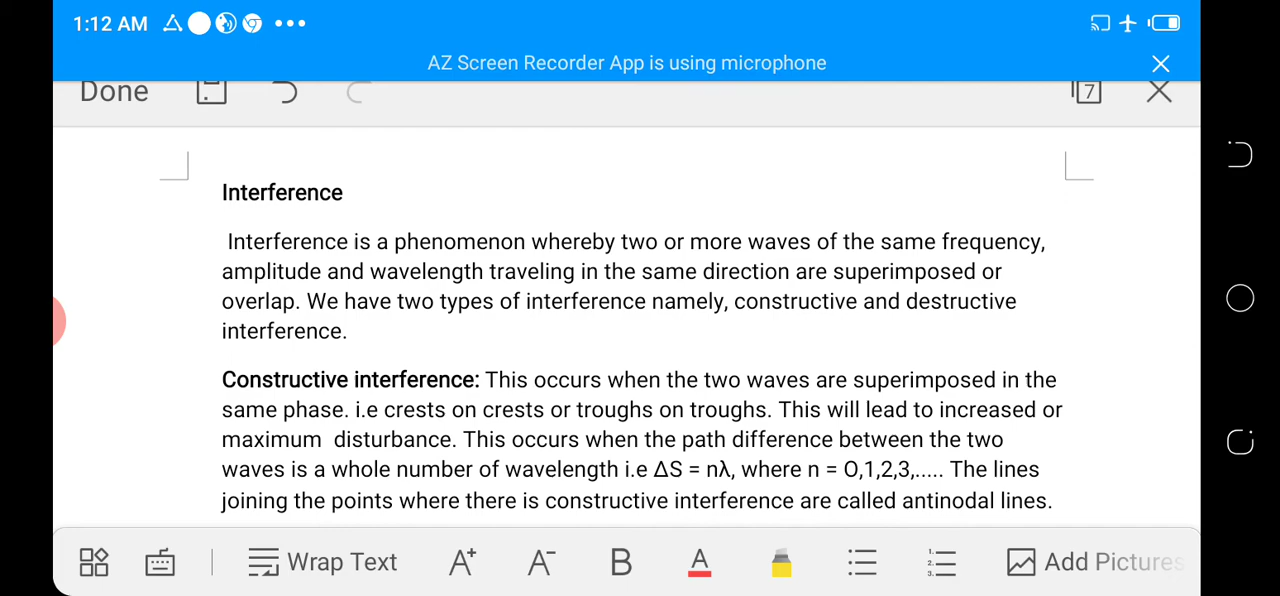 1:12 AM
AZ Screen Recorder App is using microphone
Done
7
Interference
Interference is a phenomenon whereby two or more waves of the same frequency,
amplitude and wavelength traveling in the same direction are superimposed or
overlap. We have two types of interference namely, constructive and destructive
interference.
Constructive interference: This occurs when the two waves are superimposed in the
same phase. i.e crests on crests or troughs on troughs. This will lead to increased or
maximum disturbance. This occurs when the path difference between the two
waves is a whole number of wavelength i.e ΔS = nλ, where n = O,1,2,3,..... The lines
joining the points where there is constructive interference are called antinodal lines.
Wrap Text A+ A- B A Add Pictures